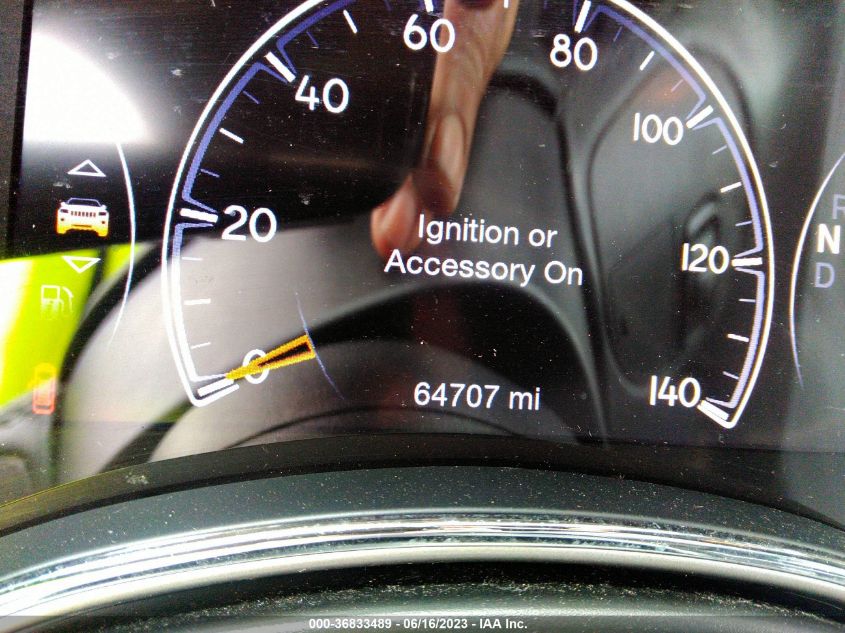 60
80
40
100
20
Ignition or
Accessory On
120
R
N
D
0
64707 mi
140
000-36833489 - 06/16/2023 - IAA Inc.